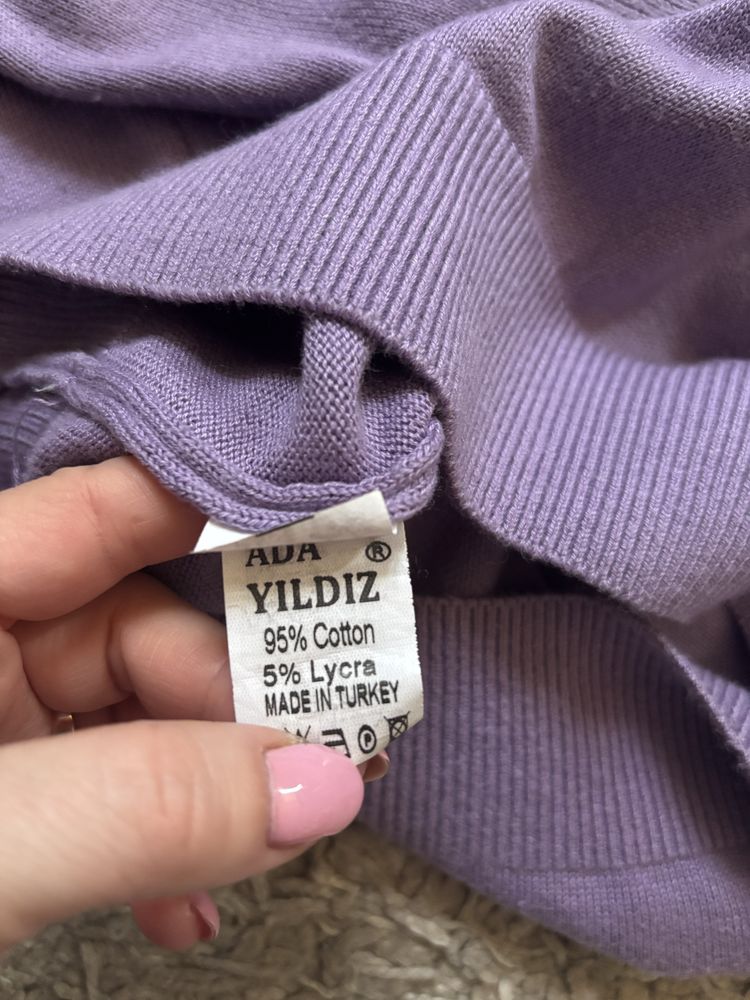 ADA ®
YILDIZ
95% Cotton
5% Lycra
MADE IN TURKEY
P